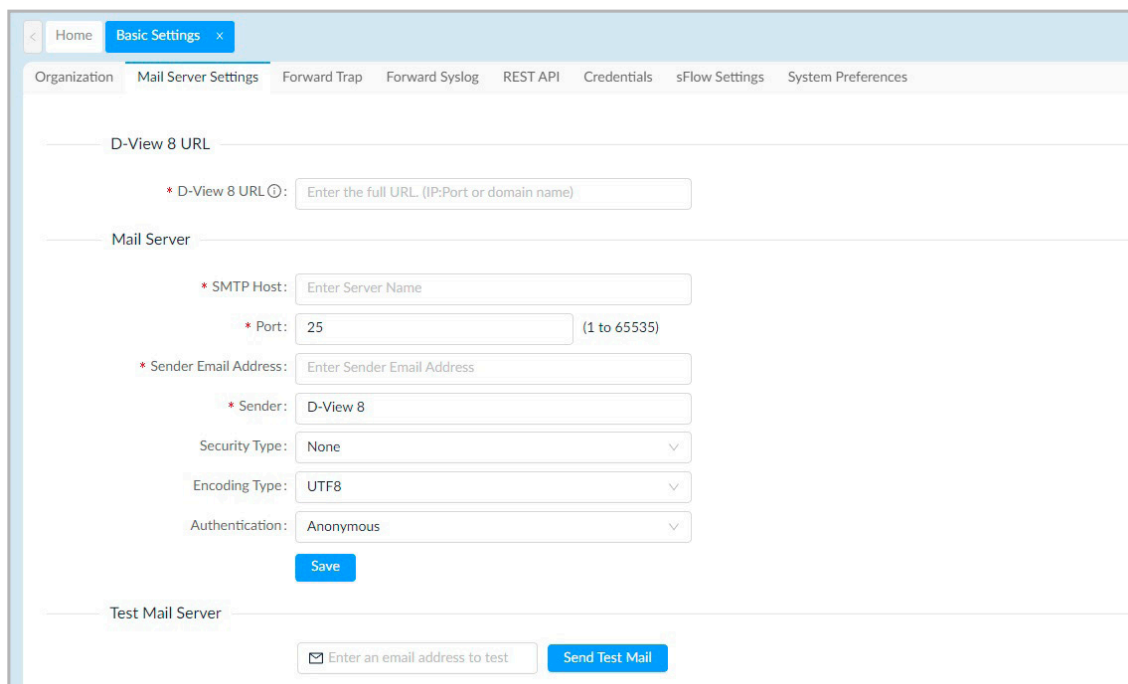 Home Basic Settings ×
Organization Mail Server Settings Forward Trap Forward Syslog REST API Credentials sFlow Settings System Preferences
D-View 8 URL
* D-View 8 URL: Enter the full URL. (IP:Port or domain name)
Mail Server
* SMTP Host: Enter Server Name
* Port: 25 (1 to 65535)
* Sender Email Address: Enter Sender Email Address
* Sender: D-View 8
Security Type: None
Encoding Type: UTF8
Authentication: Anonymous
Save
Test Mail Server
Enter an email address to test Send Test Mail